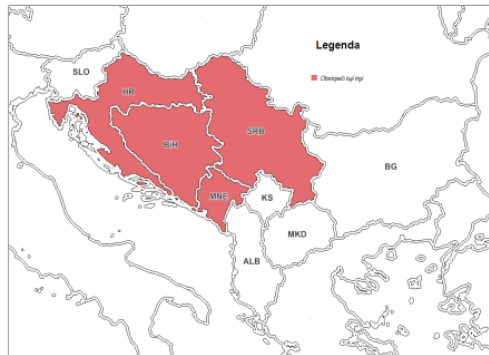 Legenda
Obstoječi tuji trgi
SLO
HR
BIH
SRB
MNE
KS
BG
MKD
ALB